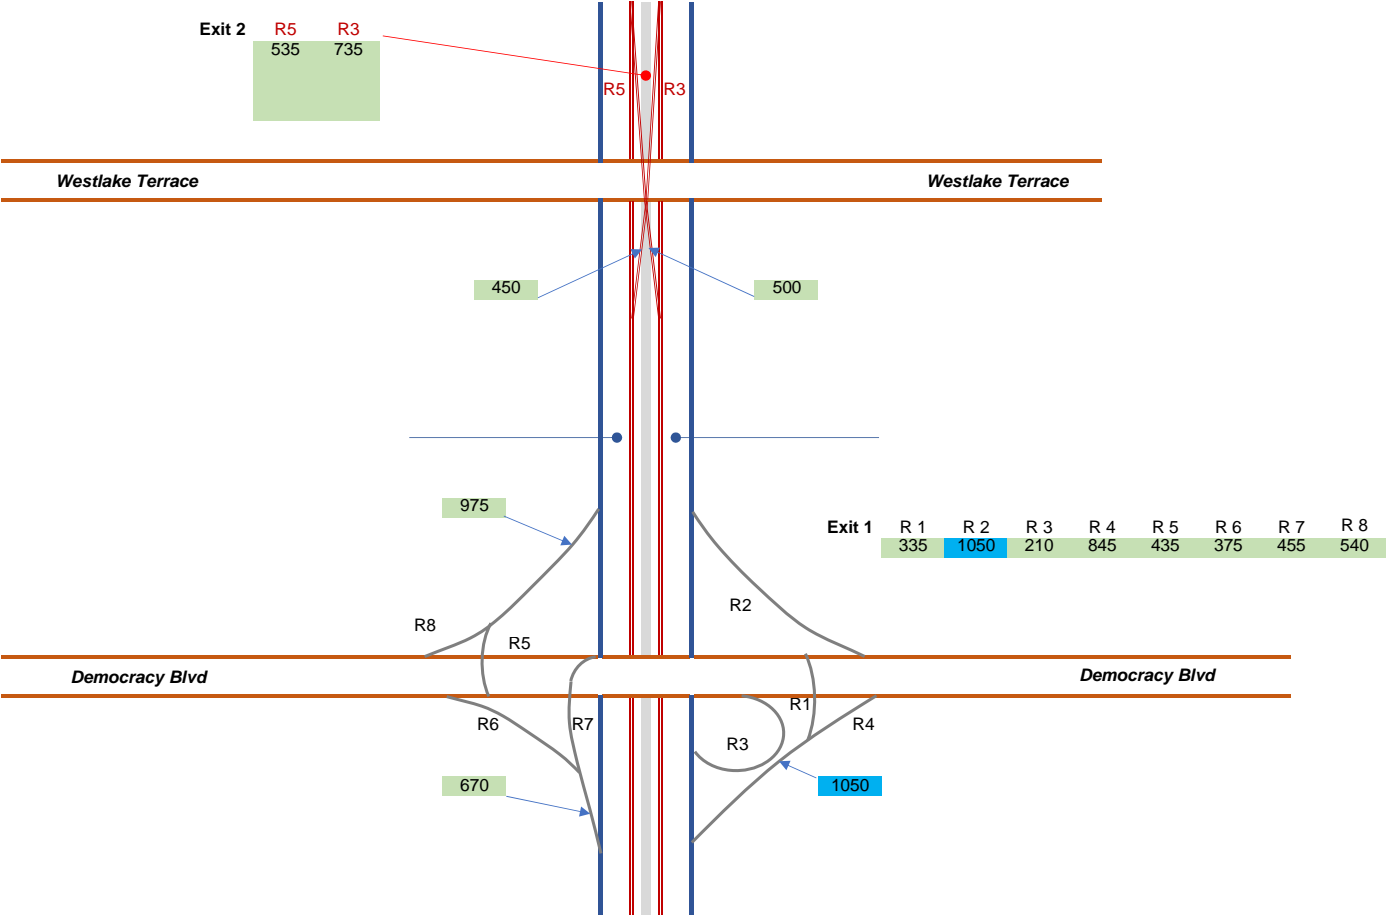 Exit 2 R5 R3
535 735
R5 R3
Westlake Terrace Westlake Terrace
450 500
975
Exit 1 R 1 R 2 R 3 R 4 R 5 R 6 R 7 R 8
335 1050 210 845 435 375 455 540
R2
R8
R5
Democracy Blvd Democracy Blvd
R1
R6 R7 R4
R3
670 1050